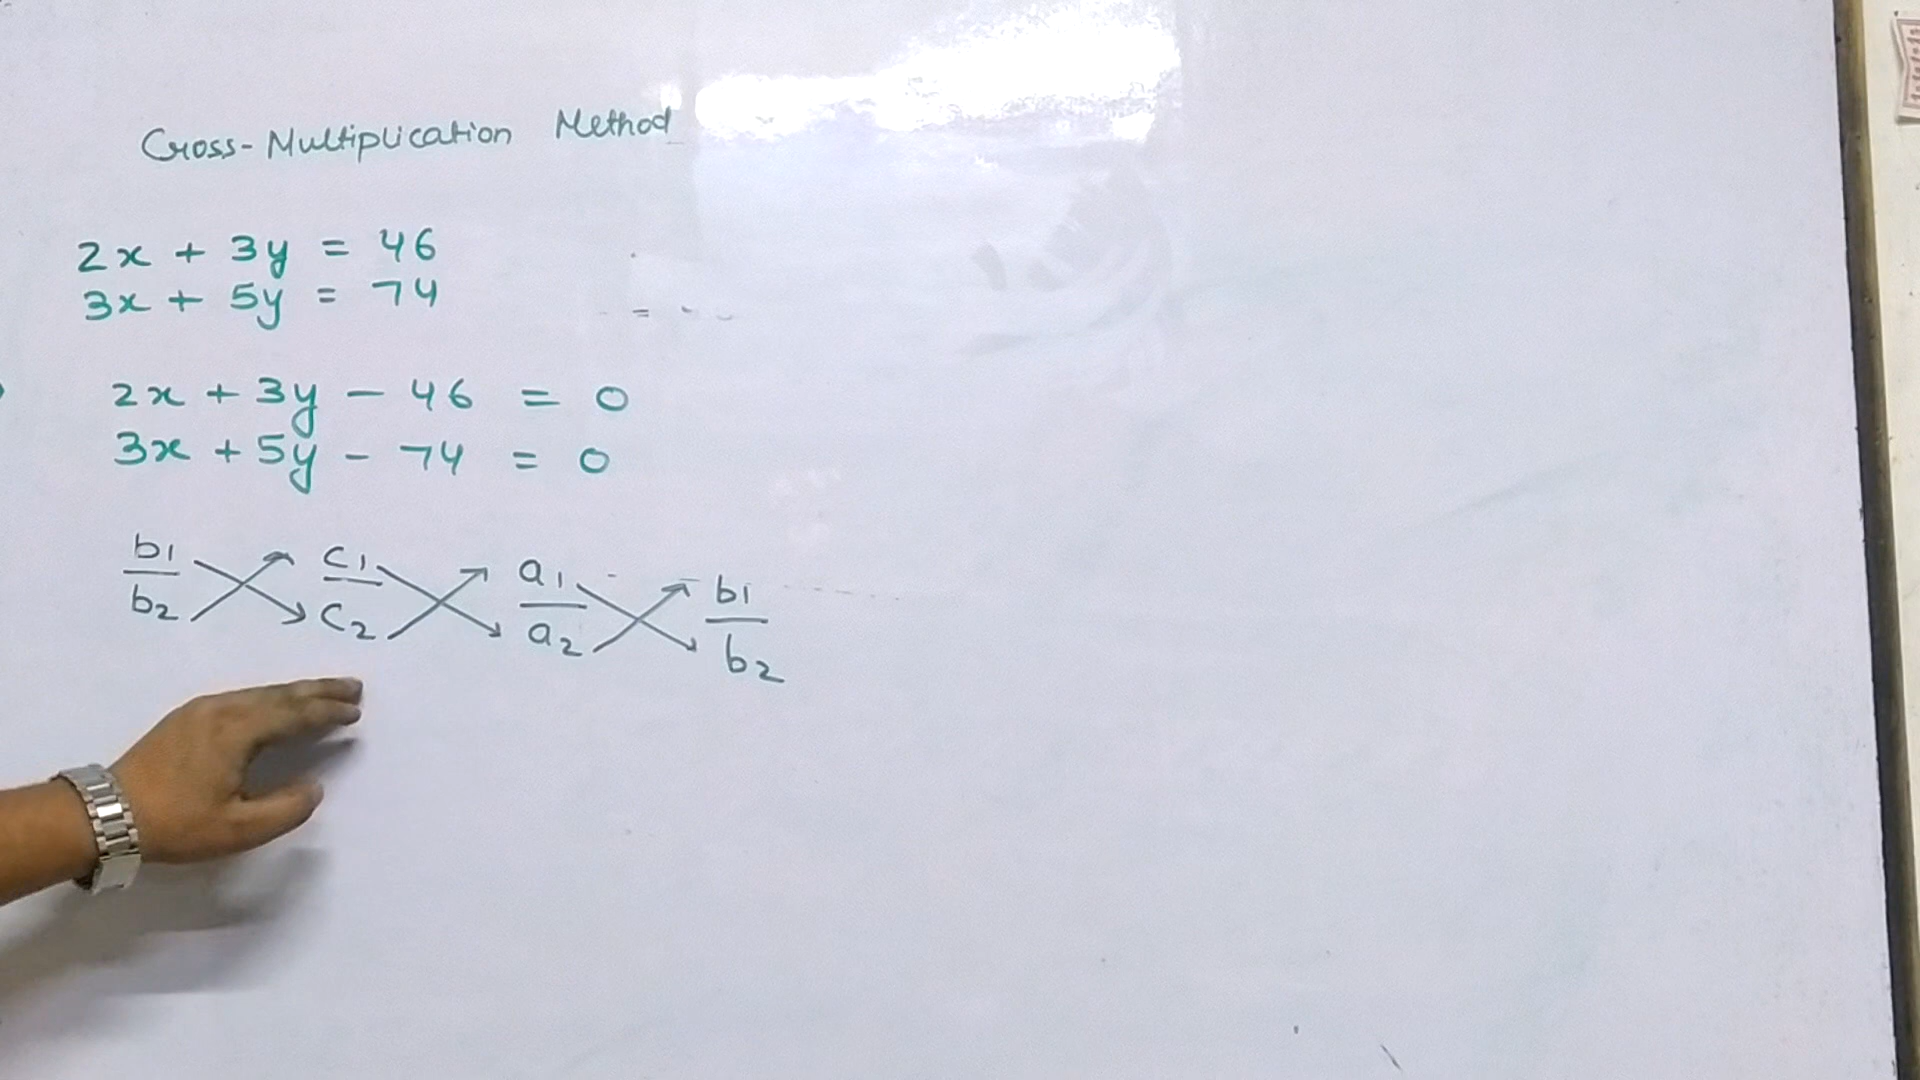 Cross-Multiplication Method
2x + 3y = 46
3x + 5y = 74
2x + 3y - 46 = 0
3x + 5y - 74 = 0
b1 c1 a1 b1
b2 c2 a2 b2